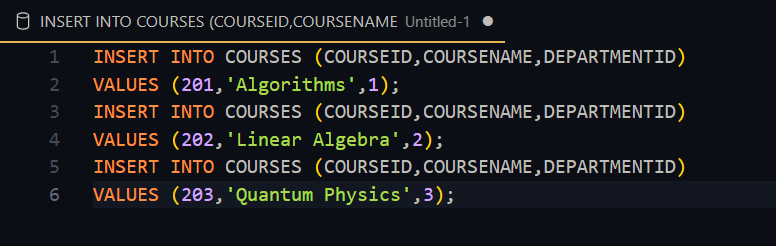 INSERT INTO COURSES (COURSEID,COURSENAME Untitled-1
1 INSERT INTO COURSES (COURSEID,COURSENAME,DEPARTMENTID)
2 VALUES (201,'Algorithms',1);
3 INSERT INTO COURSES (COURSEID,COURSENAME,DEPARTMENTID)
4 VALUES (202,'Linear Algebra',2);
5 INSERT INTO COURSES (COURSEID,COURSENAME,DEPARTMENTID)
6 VALUES (203,'Quantum Physics',3);